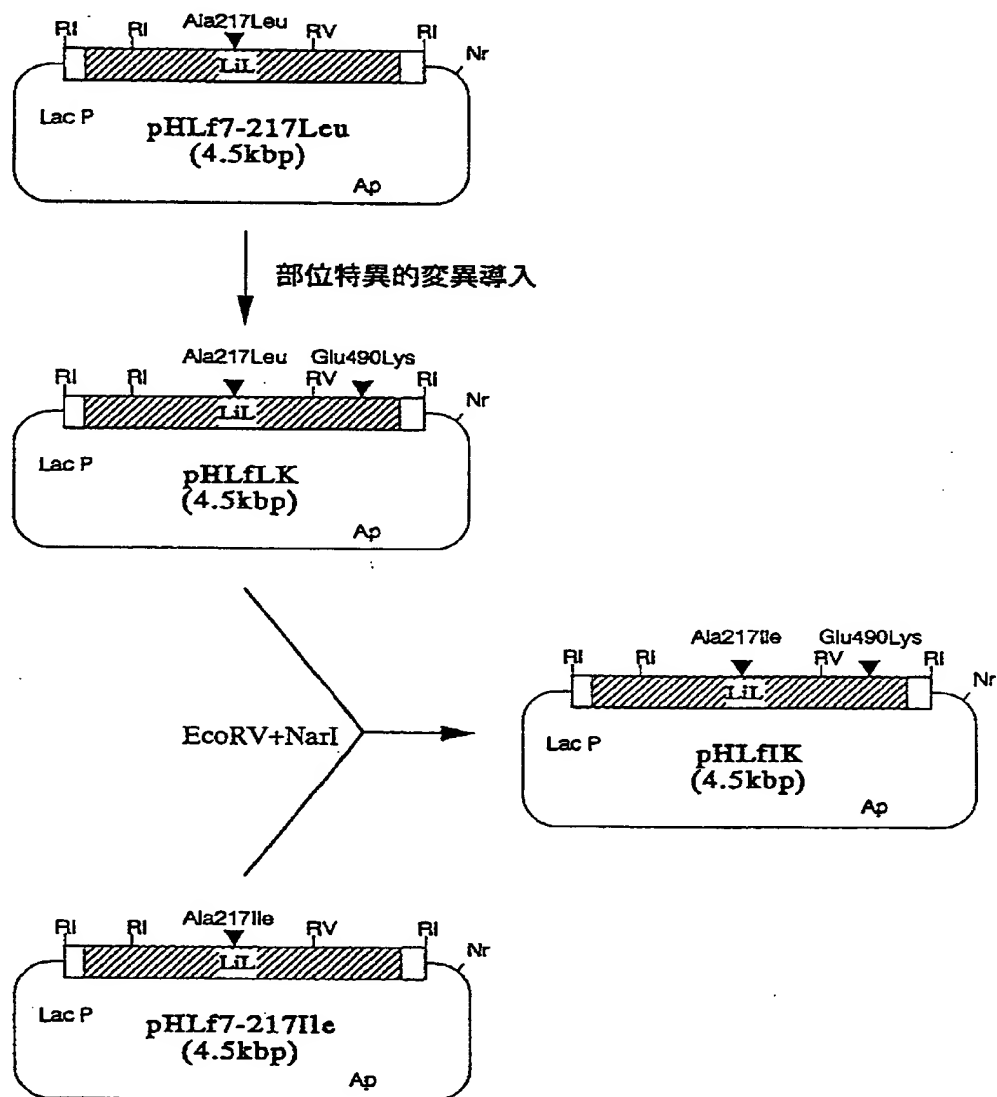 Ala217Leu
RI RI RV RI
Nr
LiL
Lac P
pHLf7-217Leu
(4.5kbp)
Ap
部位特異的変異導入
Ala217Leu Glu490Lys
RI RI RV RI
Nr
LiL
Lac P
pHLfLK
(4.5kbp)
Ap
EcoRV+NarI
Ala217Ile Glu490Lys
RI RI RV RI
Nr
LiL
Lac P
pHLfIK
(4.5kbp)
Ap
Ala217Ile
RI RI RV RI
Nr
LiL
Lac P
pHLf7-217Ile
(4.5kbp)
Ap